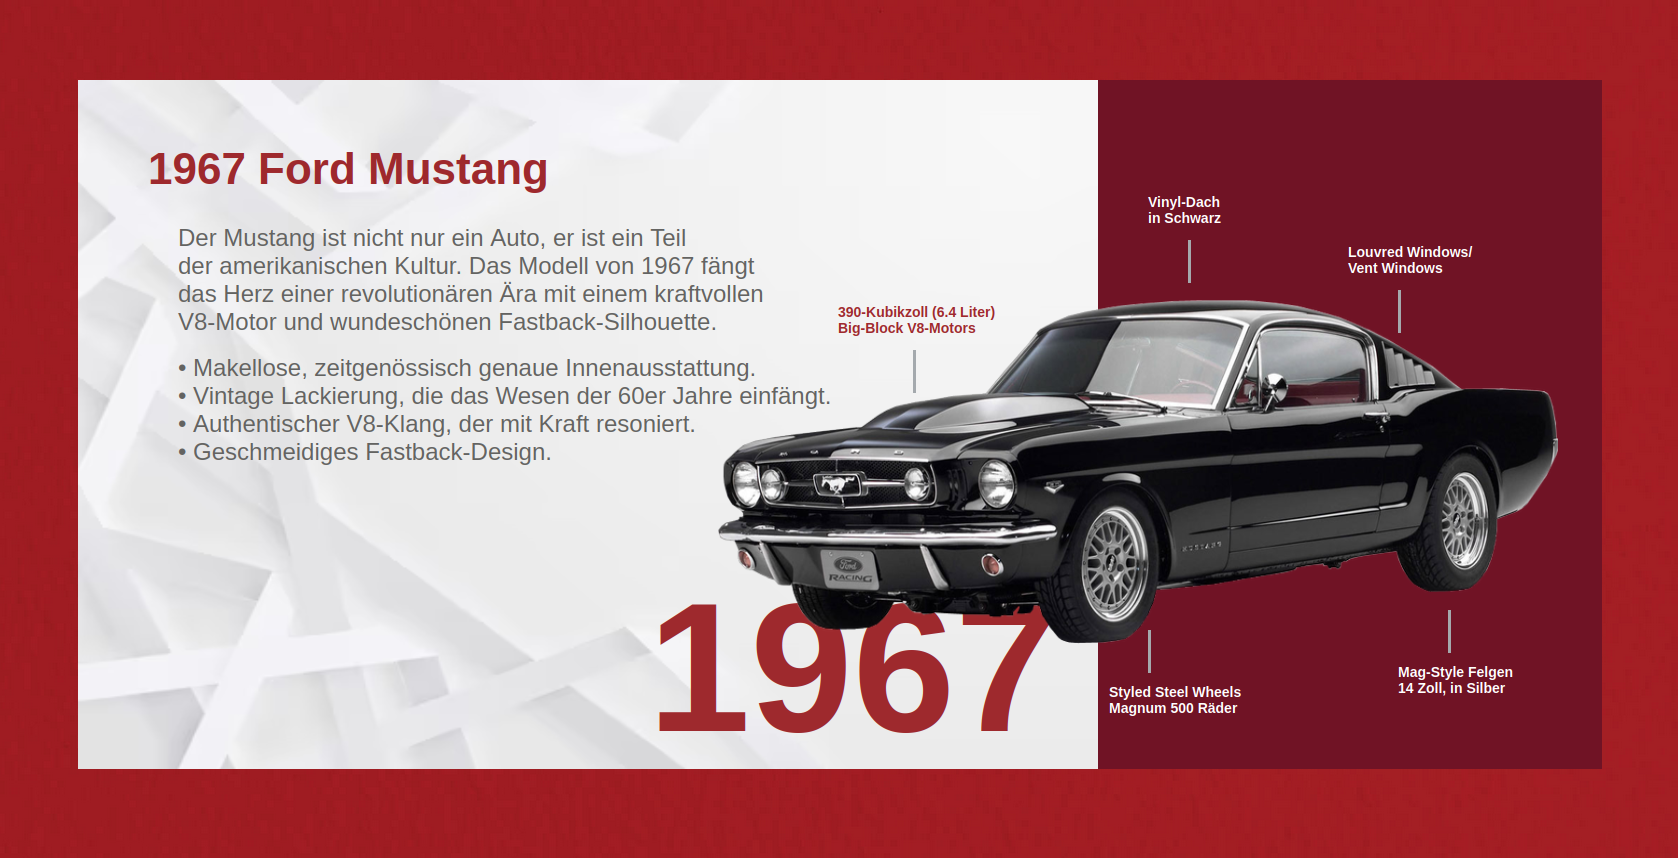 1967 Ford Mustang
Der Mustang ist nicht nur ein Auto, er ist ein Teil
der amerikanischen Kultur. Das Modell von 1967 fängt
das Herz einer revolutionären Ära mit einem kraftvollen
V8-Motor und wundeschönen Fastback-Silhouette.
• Makellose, zeitgenössisch genaue Innenausstattung.
• Vintage Lackierung, die das Wesen der 60er Jahre einfängt.
• Authentischer V8-Klang, der mit Kraft resoniert.
• Geschmeidiges Fastback-Design.
390-Kubikzoll (6.4 Liter)
Big-Block V8-Motors
Vinyl-Dach
in Schwarz
Louvred Windows/
Vent Windows
Ford
RACING
MUSTANG
1967
Styled Steel Wheels
Magnum 500 Räder
Mag-Style Felgen
14 Zoll, in Silber